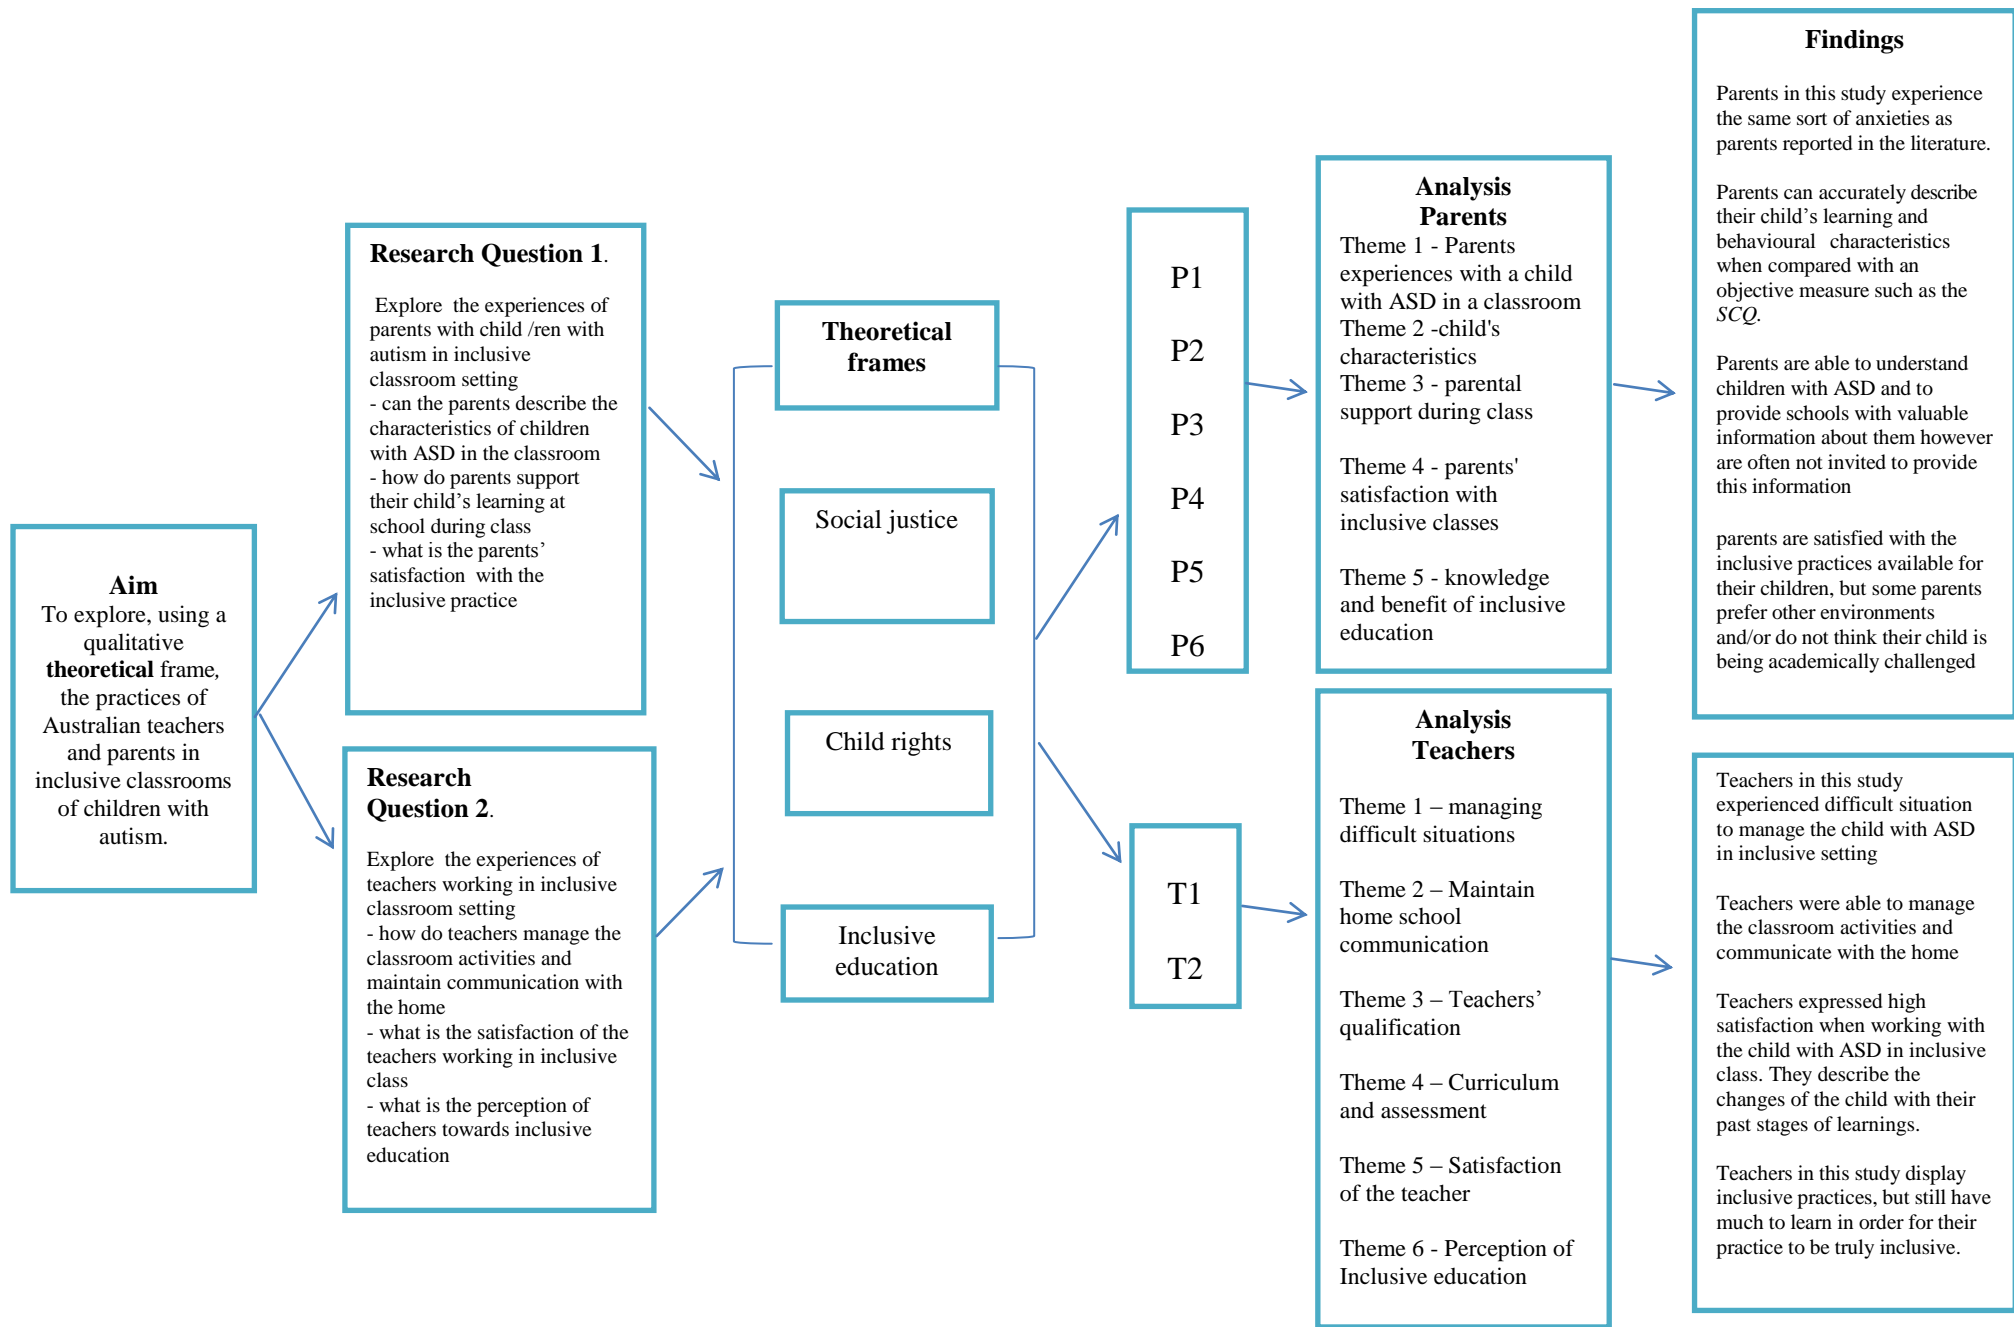 Aim
To explore, using a
qualitative
theoretical frame,
the practices of
Australian teachers
and parents in
inclusive classrooms
of children with
autism.
Research Question 1.
Explore the experiences of
parents with child /ren with
autism in inclusive
classroom setting
- can the parents describe the
characteristics of children
with ASD in the classroom
- how do parents support
their child’s learning at
school during class
- what is the parents’
satisfaction with the
inclusive practice
Research
Question 2.
Explore the experiences of
teachers working in inclusive
classroom setting
- how do teachers manage the
classroom activities and
maintain communication with
the home
- what is the satisfaction of the
teachers working in inclusive
class
- what is the perception of
teachers towards inclusive
education
Theoretical
frames
Social justice
Child rights
Inclusive
education
P1
P2
P3
P4
P5
P6
T1
T2
Analysis
Parents
Theme 1 - Parents
experiences with a child
with ASD in a classroom
Theme 2 -child's
characteristics
Theme 3 - parental
support during class
Theme 4 - parents'
satisfaction with
inclusive classes
Theme 5 - knowledge
and benefit of inclusive
education
Analysis
Teachers
Theme 1 – managing
difficult situations
Theme 2 – Maintain
home school
communication
Theme 3 – Teachers’
qualification
Theme 4 – Curriculum
and assessment
Theme 5 – Satisfaction
of the teacher
Theme 6 - Perception of
Inclusive education
Findings
Parents in this study experience
the same sort of anxieties as
parents reported in the literature.
Parents can accurately describe
their child’s learning and
behavioural characteristics
when compared with an
objective measure such as the
SCQ.
Parents are able to understand
children with ASD and to
provide schools with valuable
information about them however
are often not invited to provide
this information
parents are satisfied with the
inclusive practices available for
their children, but some parents
prefer other environments
and/or do not think their child is
being academically challenged
Teachers in this study
experienced difficult situation
to manage the child with ASD
in inclusive setting
Teachers were able to manage
the classroom activities and
communicate with the home
Teachers expressed high
satisfaction when working with
the child with ASD in inclusive
class. They describe the
changes of the child with their
past stages of learnings.
Teachers in this study display
inclusive practices, but still have
much to learn in order for their
practice to be truly inclusive.